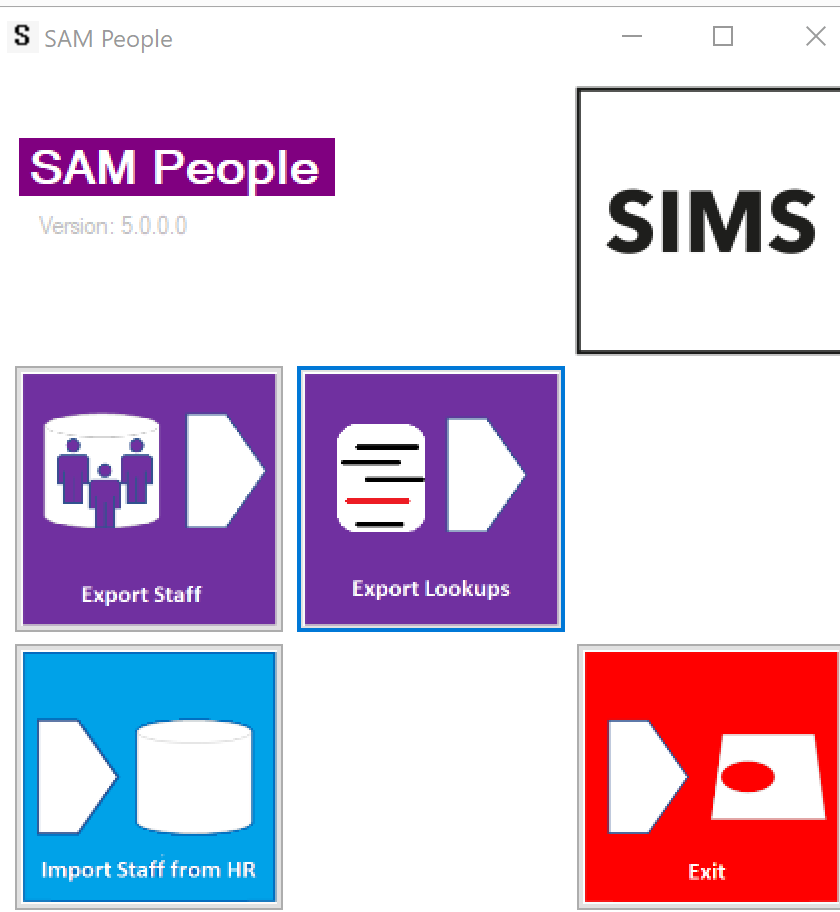 S SAM People
SAM People
Version: 5.0.0.0
SIMS
Export Staff
Export Lookups
Import Staff from HR
Exit